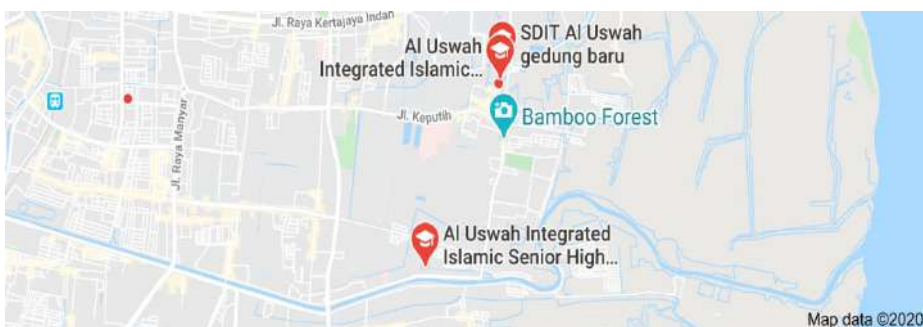 Jl. Raya Kertajaya Indah
Al Uswah
Integrated Islamic...
SDIT Al Uswah
gedung baru
Jl. Keputih
Bamboo Forest
Jl. Raya Manyar
Al Uswah Integrated
Islamic Senior High...
Map data ©2020